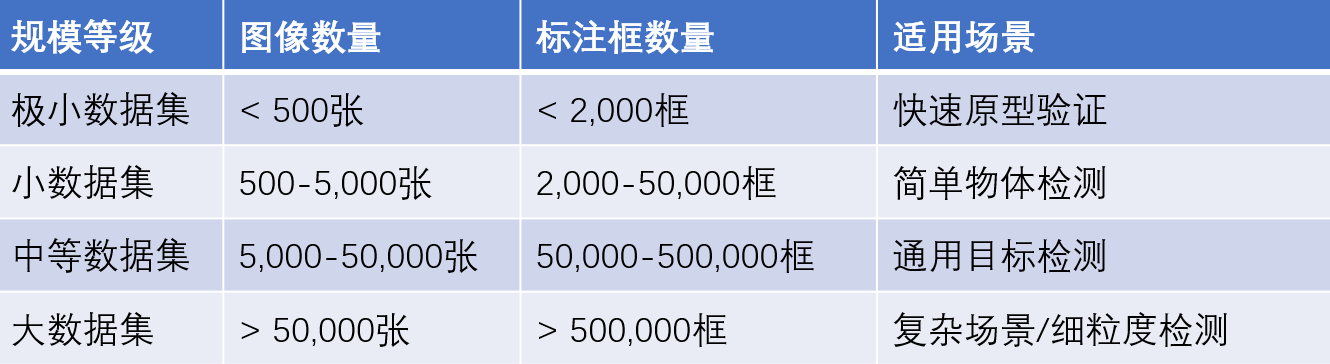 规模等级 图像数量 标注框数量 适用场景
极小数据集 < 500张 < 2,000框 快速原型验证
小数据集 500-5,000张 2,000-50,000框 简单物体检测
中等数据集 5,000-50,000张 50,000-500,000框 通用目标检测
大数据集 > 50,000张 > 500,000框 复杂场景/细粒度检测